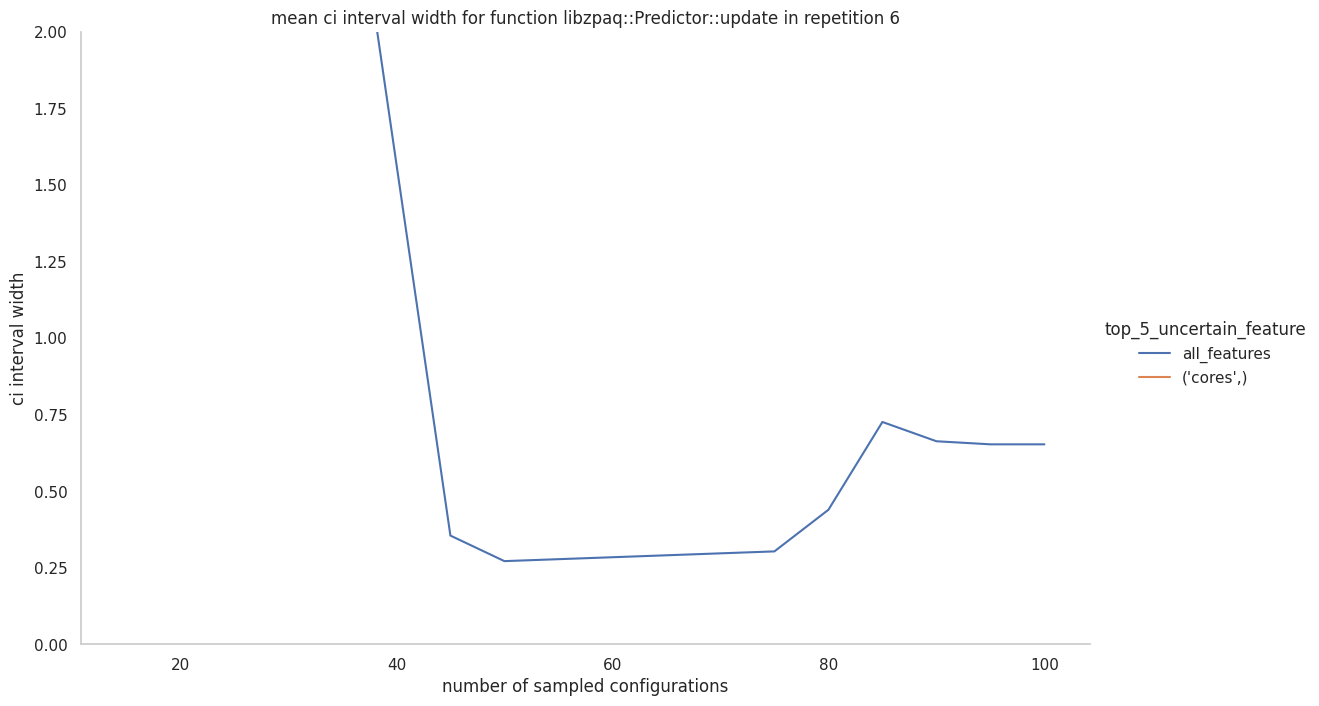 mean ci interval width for function libzpaq::Predictor::update in repetition 6
2.00
1.75
1.50
1.25
1.00
0.75
0.50
0.25
0.00
ci interval width
20
40
60
80
100
number of sampled configurations
top_5_uncertain_feature
all_features
('cores',)